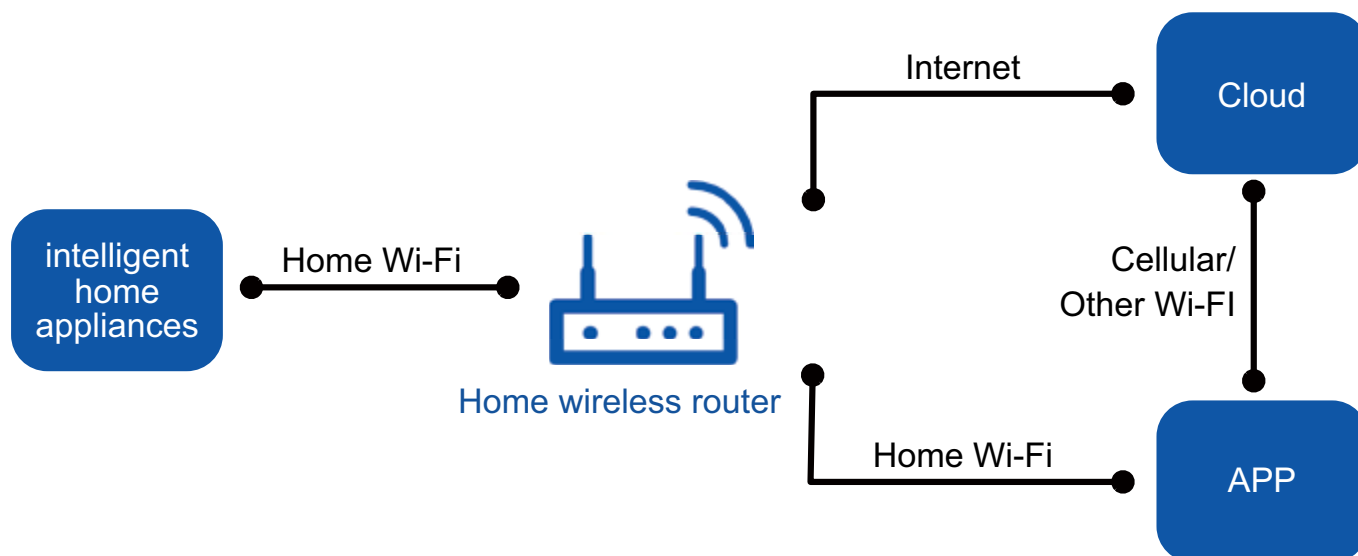 Internet
Cloud
intelligent
home
appliances
Home Wi-Fi
Cellular/
Other Wi-FI
Home wireless router
Home Wi-Fi
APP